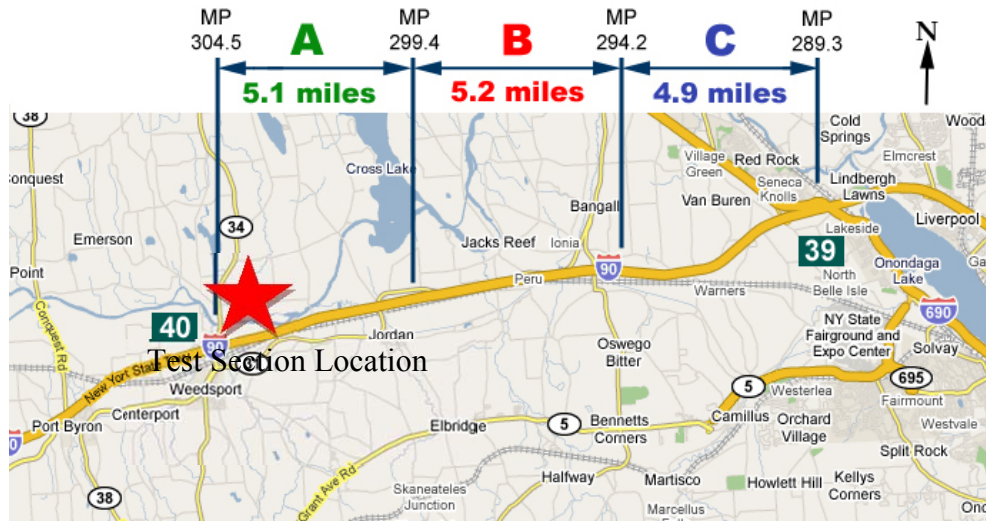 MP
304.5
A
MP
299.4
B
MP
294.2
C
MP
289.3
N
5.1 miles
5.2 miles
4.9 miles
38
Cold
Springs
Wood
Village
Green
Red Rock
Elmcrest
onquest
Cross Lake
Seneca
Knolls
Lindbergh
Lawns
Van Buren
Bangall
34
Liverpool
Emerson
Jacks Reef
Ionia
Lakeside
39
Point
90
Onondaga
Lake
Peru
North
Belle Isle
Warners
690
40
Jordan
NY State
Fairground and
Expo Center
Conquest Rd
90
Test Section Location
Oswego
Bitter
Solvay
New York State
Weedsport
5
695
Westerlea
Fairmount
Centerport
Camillus
Orchard
Village
Port Byron
Elbridge
5
Bennetts
Corners
Westvale
0
Split Rock
Grant Ave Rd
Halfway
Martisco
Howlett Hill
Kellys
Corners
38
Skaneateles
Junction
Marcellus